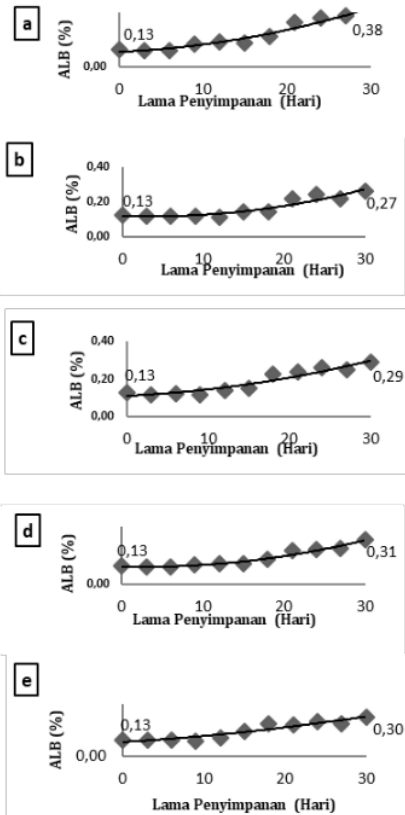 a
ALB (%)
0,13
0,38
0,00
0
10
20
30
Lama Penyimpanan (Hari)
b
ALB (%)
0,40
0,20
0,00
0,13
0,27
0
10
20
30
Lama Penyimpanan (Hari)
c
ALB (%)
0,40
0,20
0,00
0,13
0,29
0
10
20
30
Lama Penyimpanan (Hari)
d
ALB (%)
0,13
0,31
0,00
0
10
20
30
Lama Penyimpanan (Hari)
e
ALB (%)
0,13
0,30
0,00
0
10
20
30
Lama Penyimpanan (Hari)